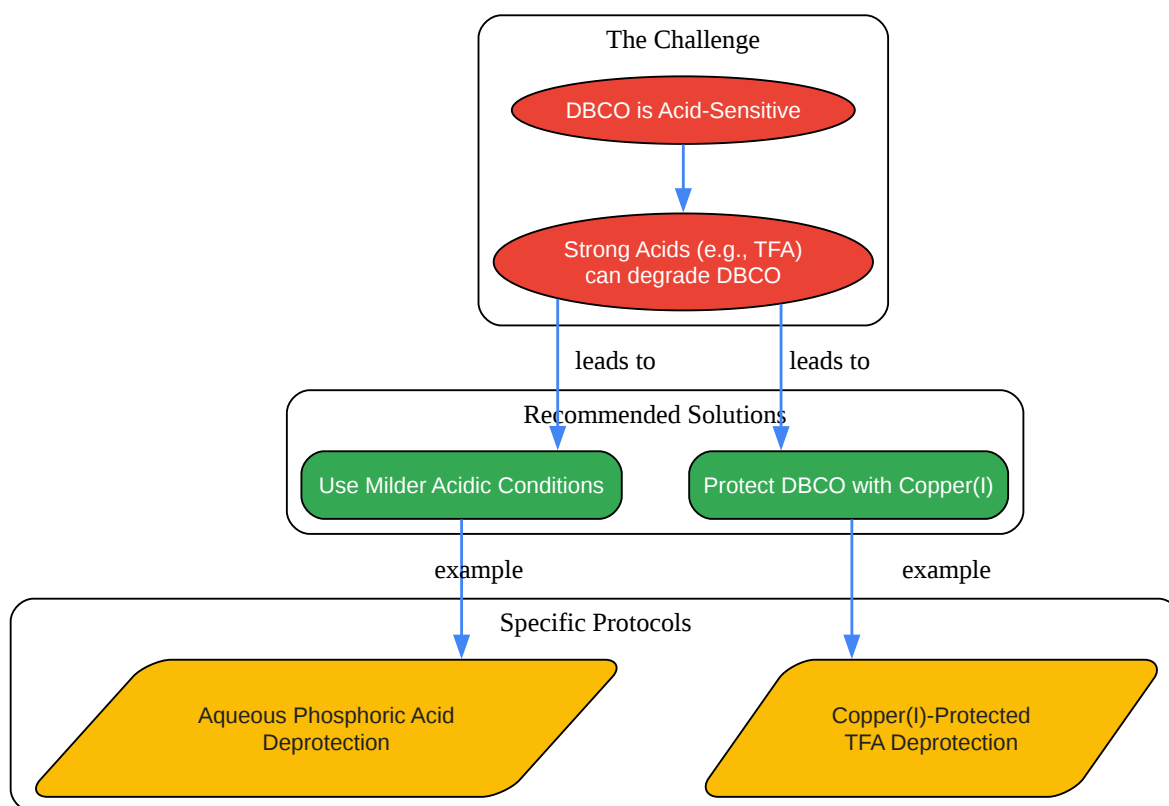 The Challenge
DBCO is Acid-Sensitive
Strong Acids (e.g., TFA)
can degrade DBCO
leads to
leads to
Recommended Solutions
Use Milder Acidic Conditions
Protect DBCO with Copper(I)
example
example
Specific Protocols
Aqueous Phosphoric Acid
Deprotection
Copper(I)-Protected
TFA Deprotection